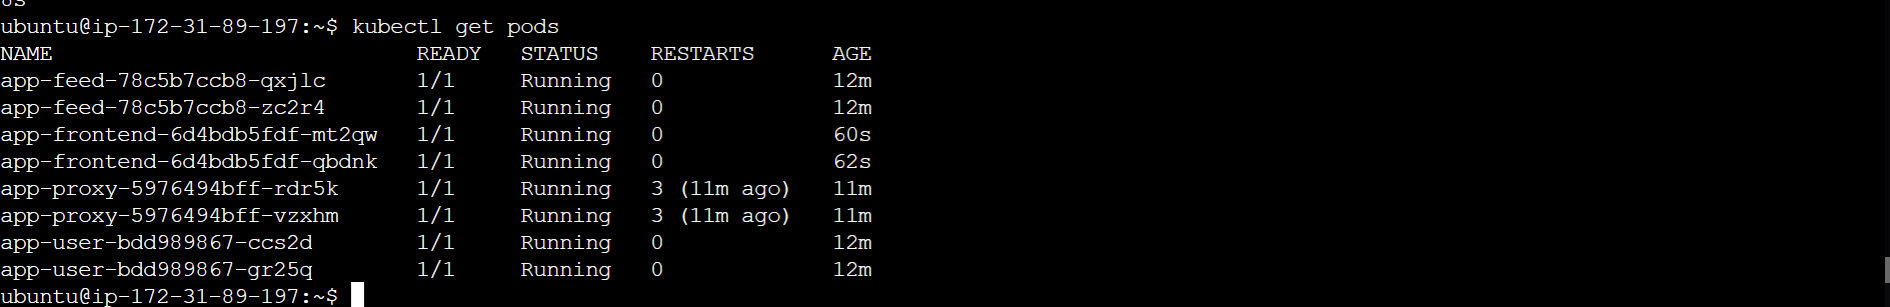 ubuntu@ip-172-31-89-197:~$ kubectl get pods
NAME READY STATUS RESTARTS AGE
app-feed-78c5b7ccb8-qxjlc 1/1 Running 0 12m
app-feed-78c5b7ccb8-zc2r4 1/1 Running 0 12m
app-frontend-6d4bdb5fdf-mt2qw 1/1 Running 0 60s
app-frontend-6d4bdb5fdf-qbdnk 1/1 Running 0 62s
app-proxy-5976494bff-rdr5k 1/1 Running 3 (11m ago) 11m
app-proxy-5976494bff-vzxhm 1/1 Running 3 (11m ago) 11m
app-user-bdd989867-ccs2d 1/1 Running 0 12m
app-user-bdd989867-gr25q 1/1 Running 0 12m
ubuntu@ip-172-31-89-197:~$